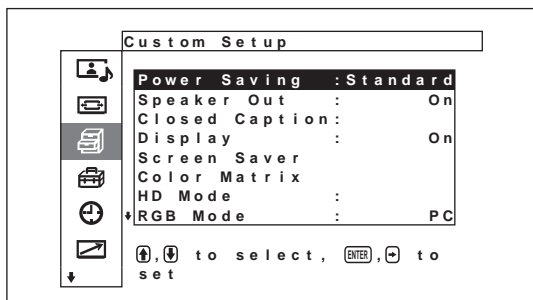 Custom Setup
Power Saving :Standard
Speaker Out : On
Closed Caption:
Display : On
Screen Saver
Color Matrix
HD Mode :
RGB Mode : PC
, to select, ENTER, to
set